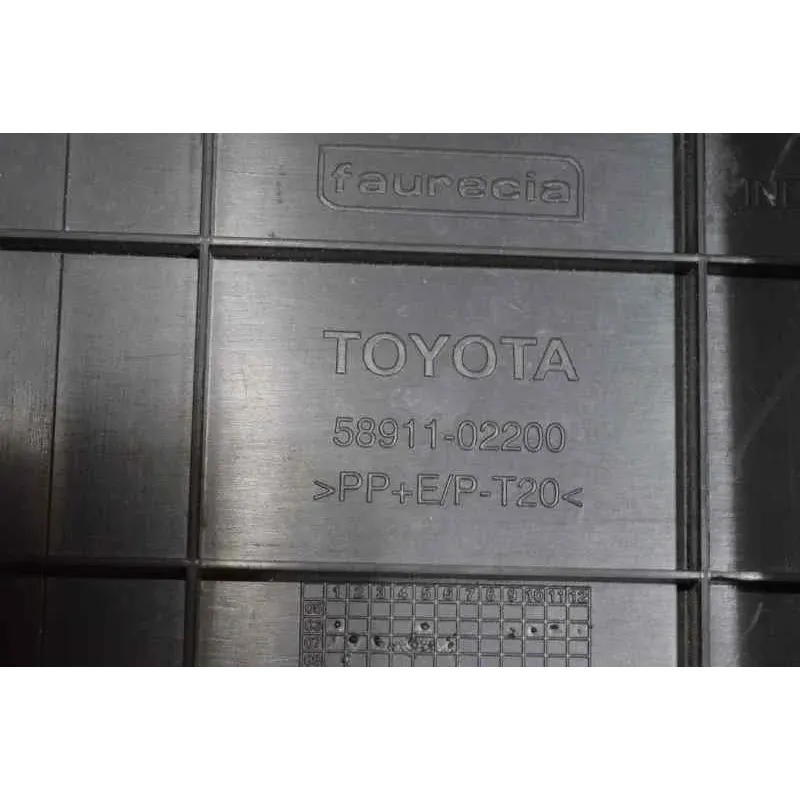 faurecia
TOYOTA
58911-02200
>PP+E/P-T20<
1 2 3 4 5 6 7 8 9 10 11 12